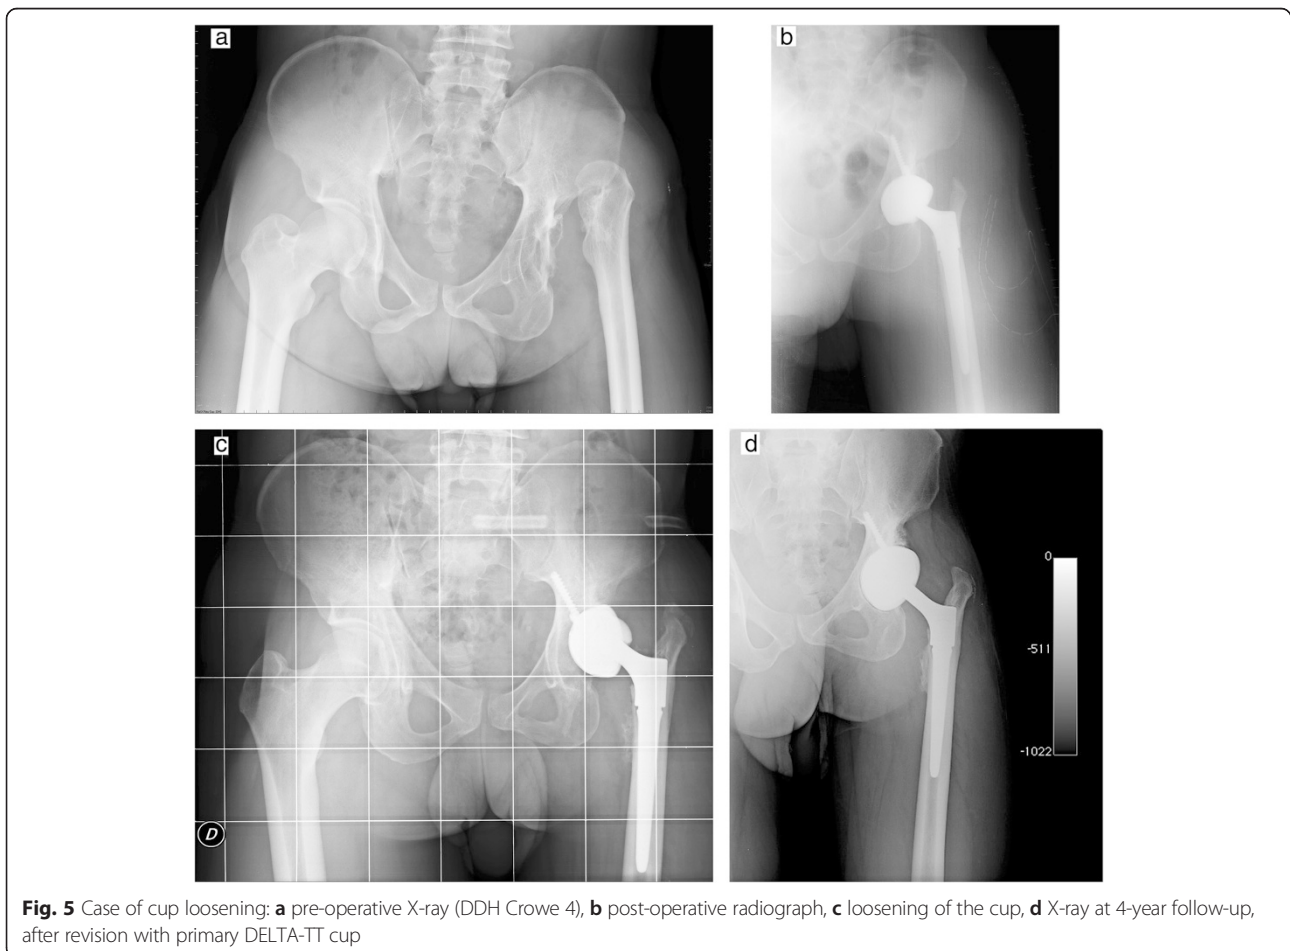 a
b
c
D
d
0
-511
-1022
Fig. 5 Case of cup loosening: a pre-operative X-ray (DDH Crowe 4), b post-operative radiograph, c loosening of the cup, d X-ray at 4-year follow-up,
after revision with primary DELTA-TT cup